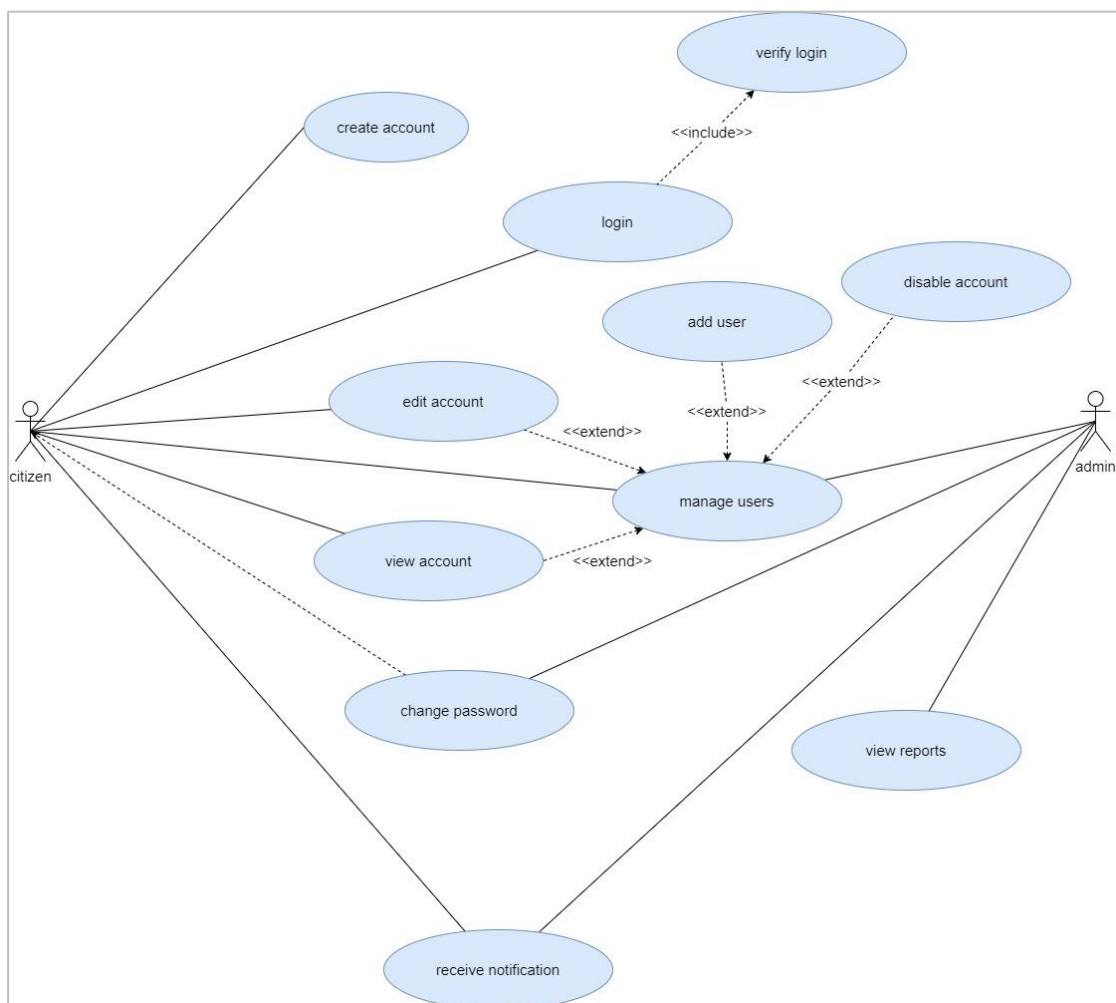 verify login
create account
<<include>>
login
disable account
add user
<<extend>>
edit account
<<extend>>
<<extend>>
citizen
admin
manage users
view account
<<extend>>
change password
view reports
receive notification